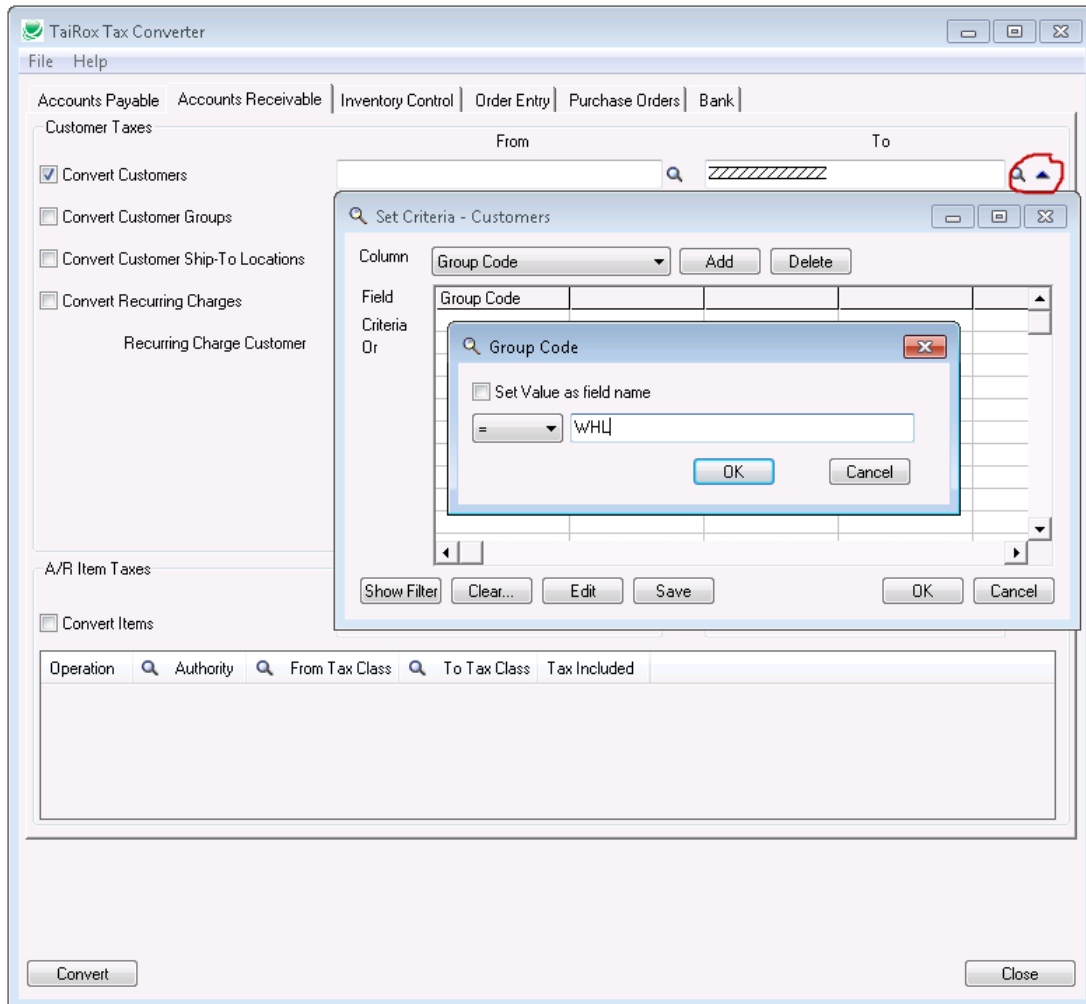 TaiRox Tax Converter
File Help
Accounts Payable Accounts Receivable Inventory Control Order Entry Purchase Orders Bank
Customer Taxes
From To
Convert Customers ZZZZZZZZZZZZ
Convert Customer Groups
Convert Customer Ship-To Locations
Convert Recurring Charges
Recurring Charge Customer
Set Criteria - Customers
Column Group Code Add Delete
Field Group Code
Criteria
Or
Group Code
Set Value as field name
= WHL
OK Cancel
Show Filter Clear... Edit Save OK Cancel
A/R Item Taxes
Convert Items
Operation Authority From Tax Class To Tax Class Tax Included
Convert Close